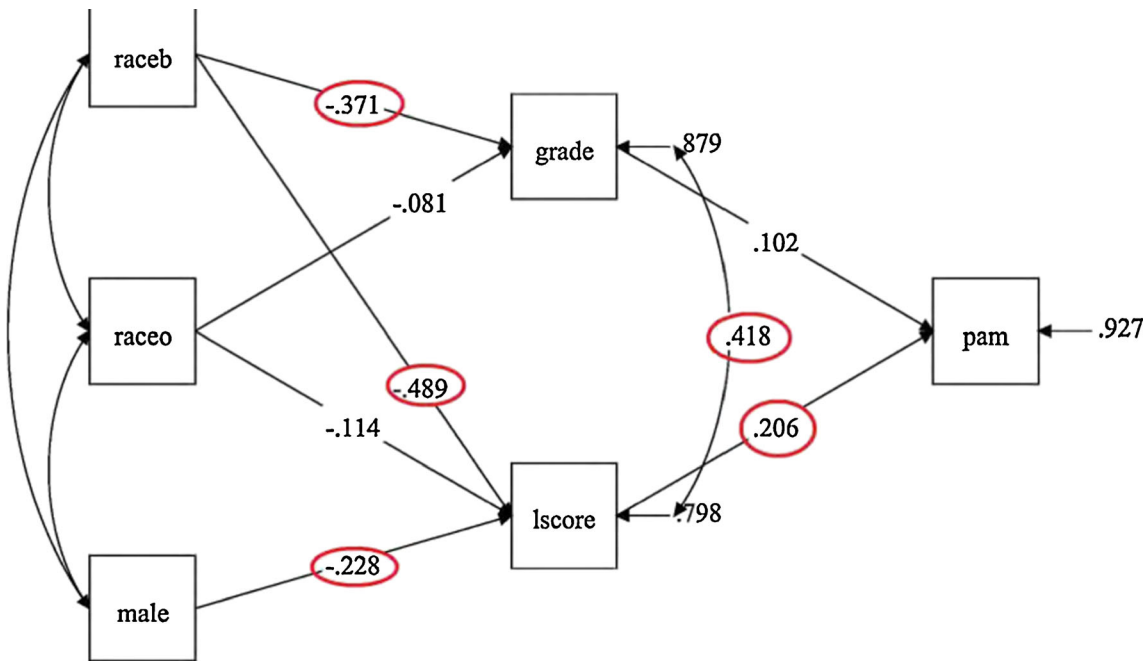 raceb
-.371
grade
.879
-.081
.102
raceo
.418
pam
.927
-.489
-.114
.206
lscore
.798
-.228
male